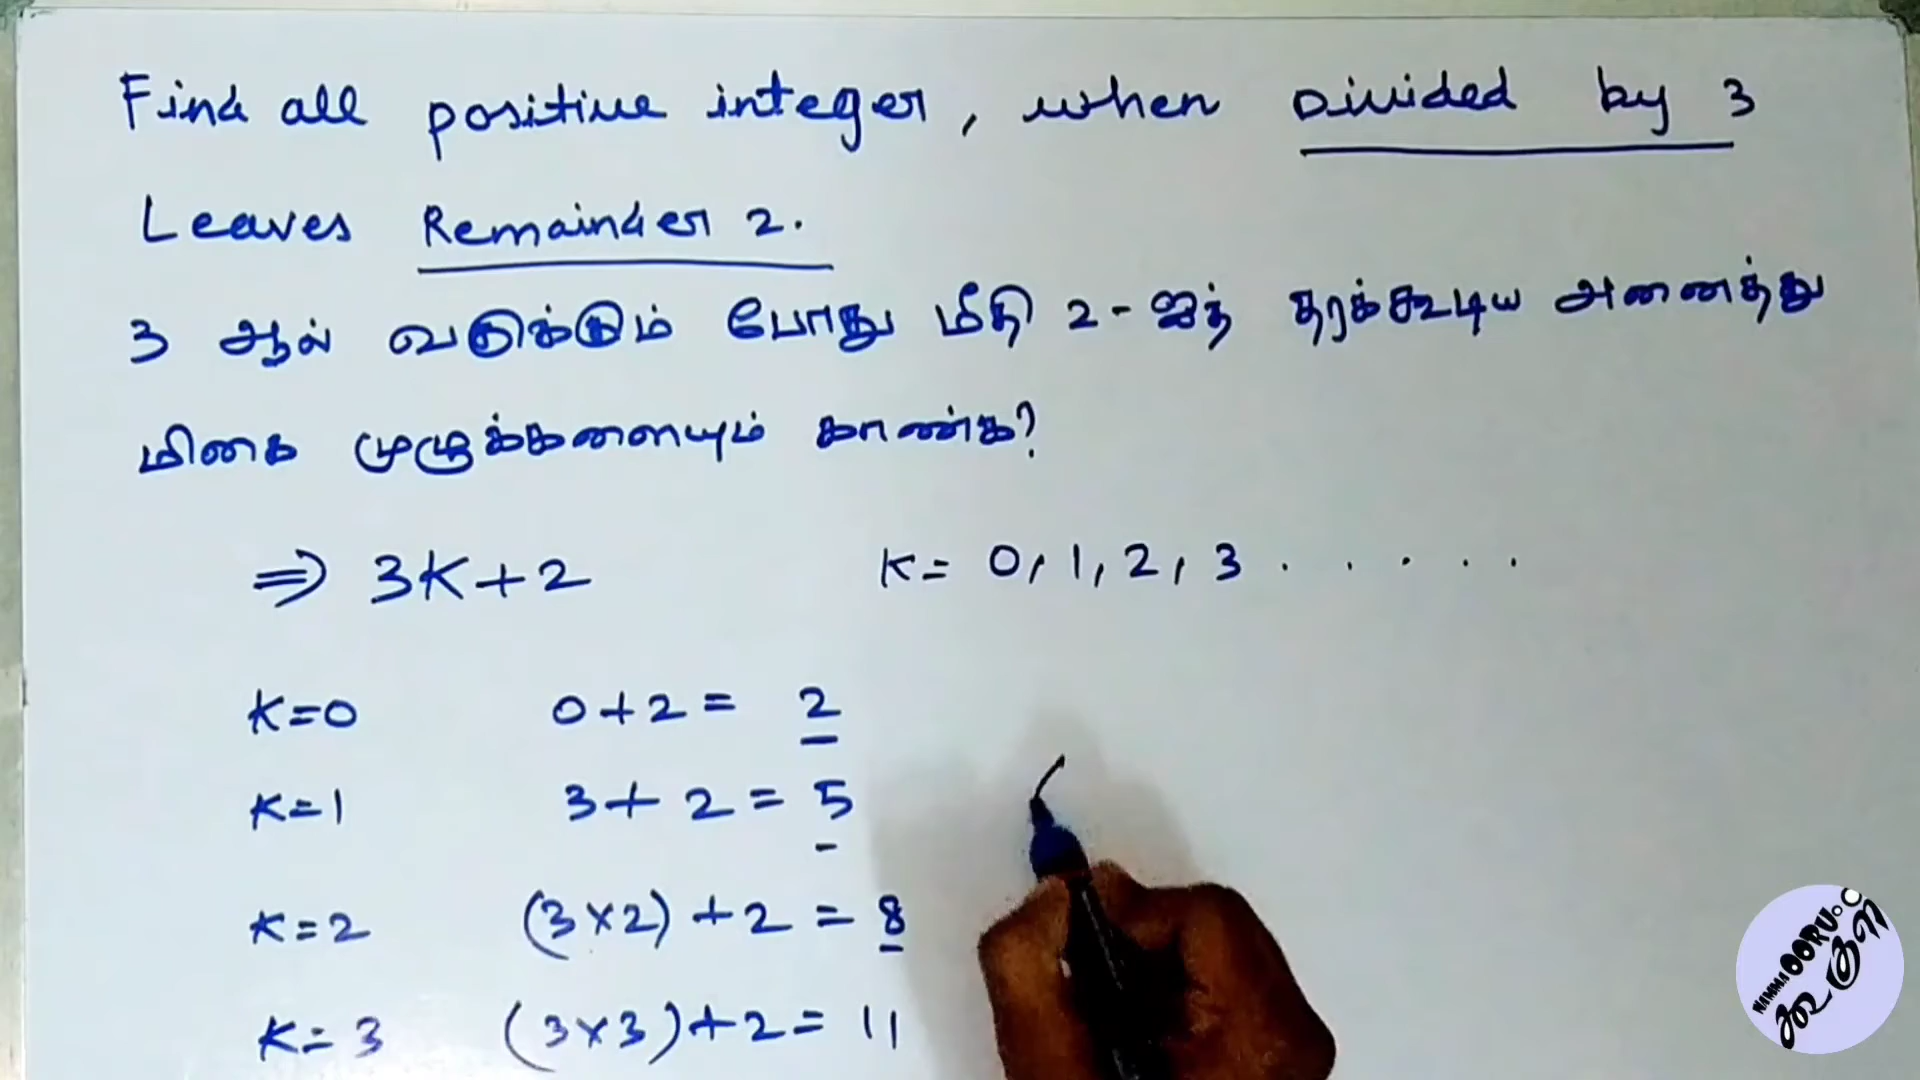 Find all positive integer, when Divided by 3
Leaves Remainder 2.
3 ஆல் வகுக்கும் போது மீதி 2-ஐத் தரக்கூடிய அனைத்து
மிகை முழுக்களையும் காண்க?
⇒ 3K+2 K= 0, 1, 2, 3 . . . . .
K=0 0+2= 2
K=1 3+2=5
K=2 (3×2)+2=8
K=3 (3×3)+2=11
NAMMA OORU